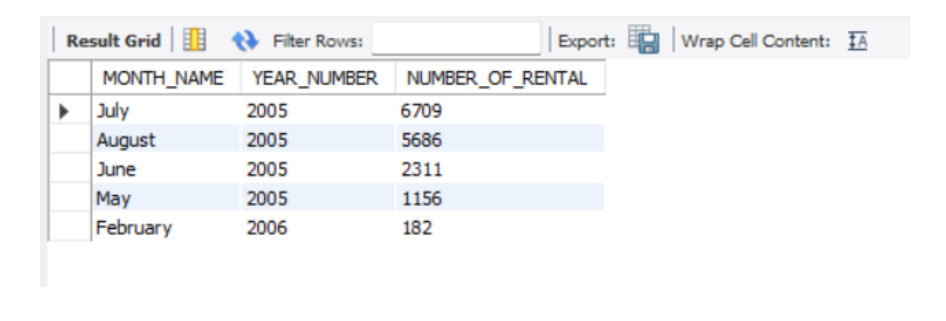 Result Grid Filter Rows: Export: Wrap Cell Content: IA
MONTH_NAME YEAR_NUMBER NUMBER_OF_RENTAL
July 2005 6709
August 2005 5686
June 2005 2311
May 2005 1156
February 2006 182